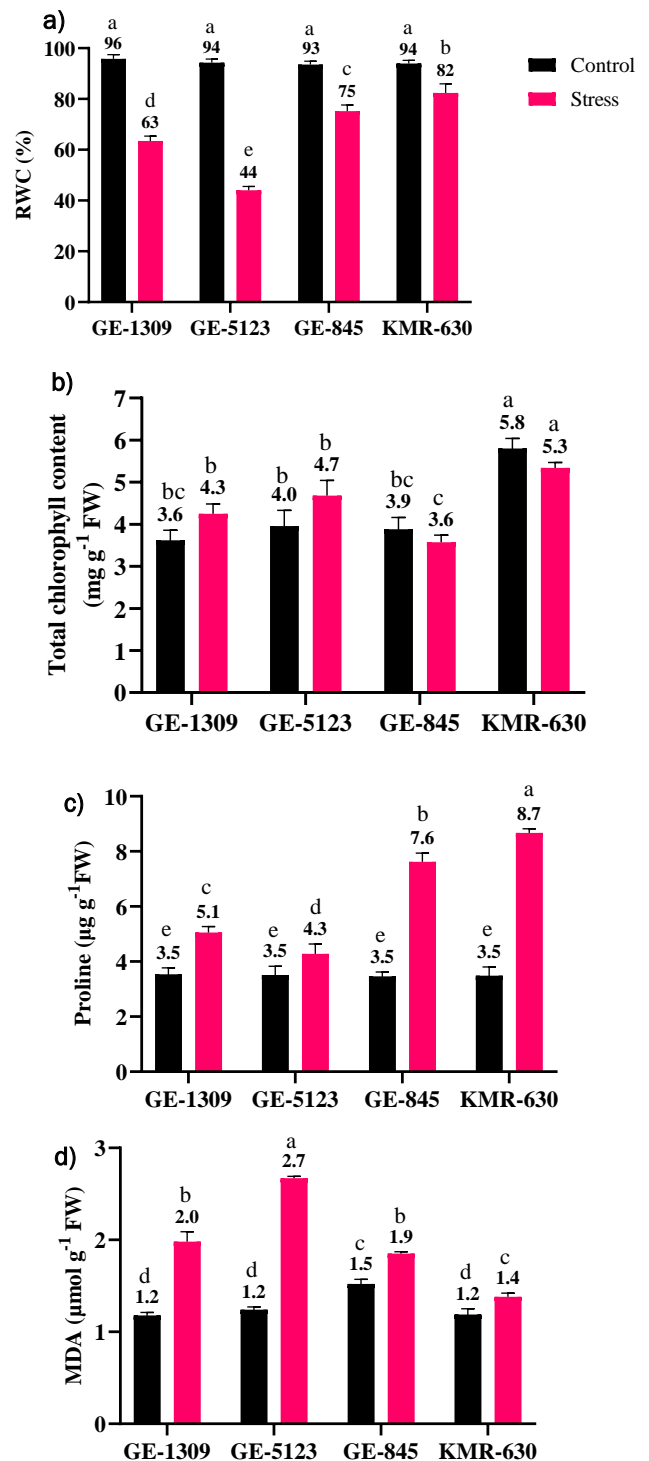 a)
a a a a
96 94 93 94
b
82
c
75
d
63
e
44
Control
Stress
RWC (%)
100
80
60
40
20
0
GE-1309 GE-5123 GE-845 KMR-630
b)
Total chlorophyll content
(mg g-1 FW)
7
6
5
4
3
2
1
0
bc b b b bc c a a
3.6 4.3 4.0 4.7 3.9 3.6 5.8 5.3
GE-1309 GE-5123 GE-845 KMR-630
c)
Proline (µg g-1FW)
10
8
6
4
2
0
e c e d e b e a
3.5 5.1 3.5 4.3 3.5 7.6 3.5 8.7
GE-1309 GE-5123 GE-845 KMR-630
d)
MDA (µmol g-1 FW)
3
2
1
0
d b d a c b d c
1.2 2.0 1.2 2.7 1.5 1.9 1.2 1.4
GE-1309 GE-5123 GE-845 KMR-630